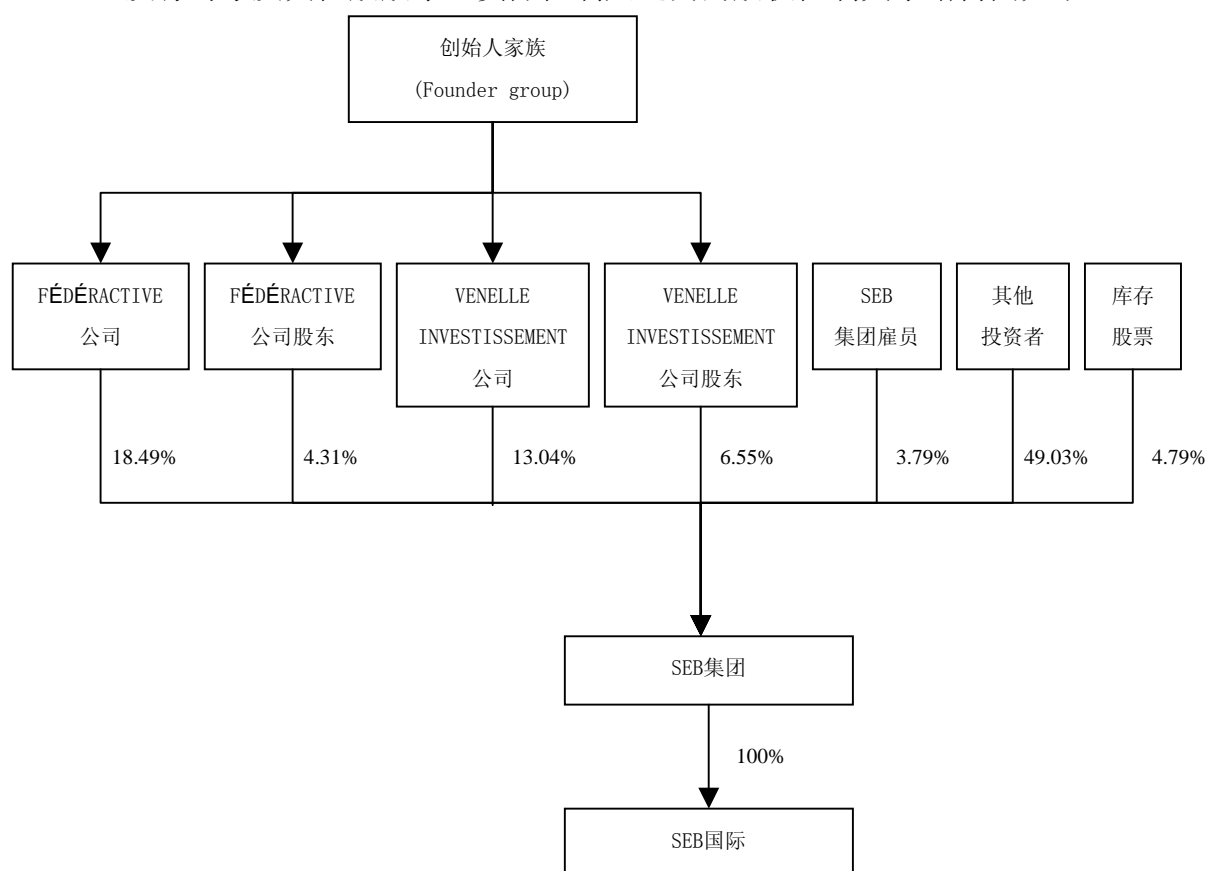 创始人家族
(Founder group)
FÉDÉRACTIVE
公司
FÉDÉRACTIVE
公司股东
VENELLE
INVESTISSEMENT
公司
VENELLE
INVESTISSEMENT
公司股东
SEB
集团雇员
其他
投资者
库存
股票
18.49%
4.31%
13.04%
6.55%
3.79%
49.03%
4.79%
SEB集团
100%
SEB国际